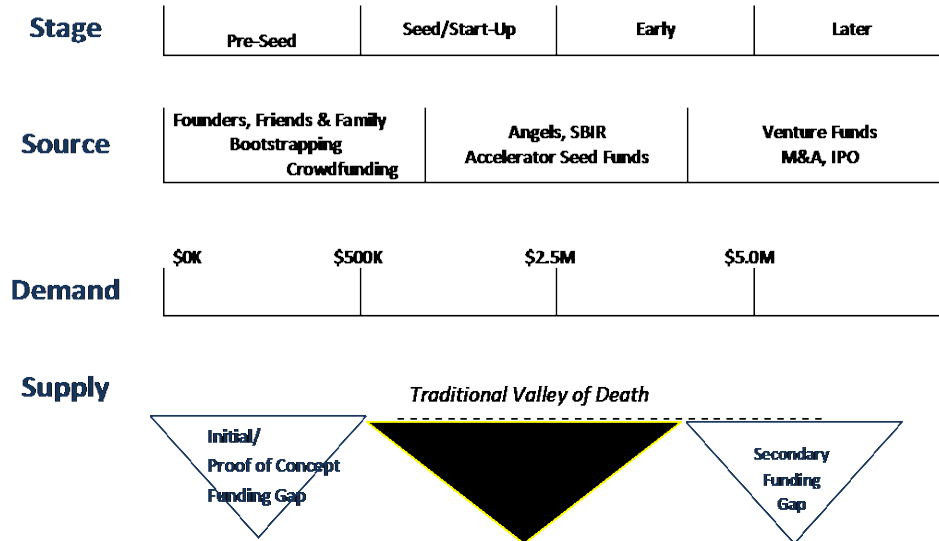 Stage
Pre-Seed
Seed/Start-Up
Early
Later
Source
Founders, Friends & Family
Bootstrapping
Crowdfunding
Angels, SBIR
Accelerator Seed Funds
Venture Funds
M&A, IPO
Demand
$0K
$500K
$2.5M
$5.0M
Supply
Traditional Valley of Death
Initial/
Proof of Concept
Funding Gap
Secondary
Funding
Gap